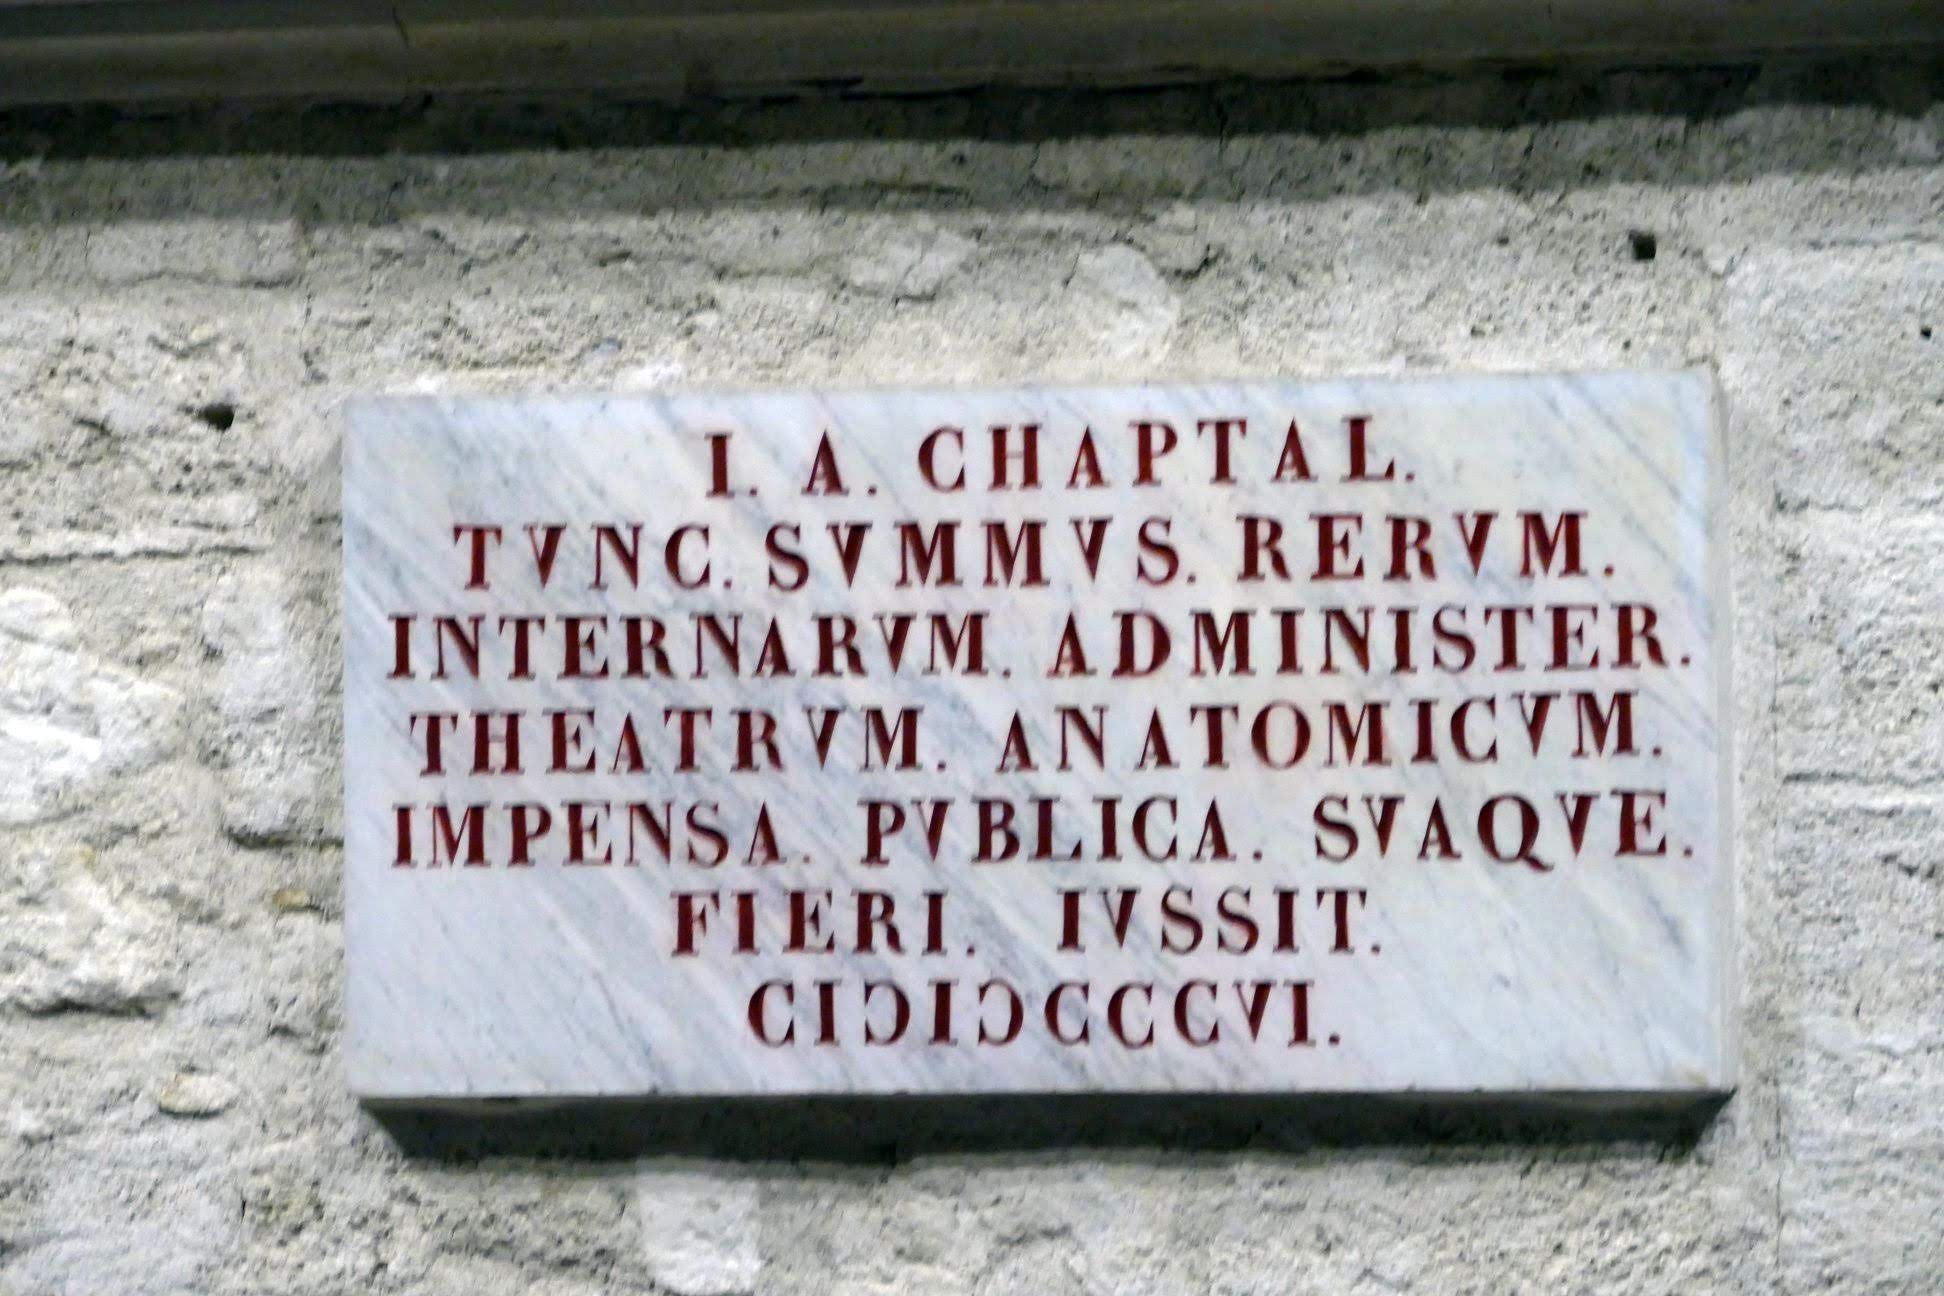 I. A. CHAPTAL.
TVNC. SVMMVS. RERVM.
INTERNARVM. ADMINISTER.
THEATRVM. ANATOMICVM.
IMPENSA. PVBLICA. SVAQVE.
FIERI. IVSSIT.
CIƆIƆCCCVI.